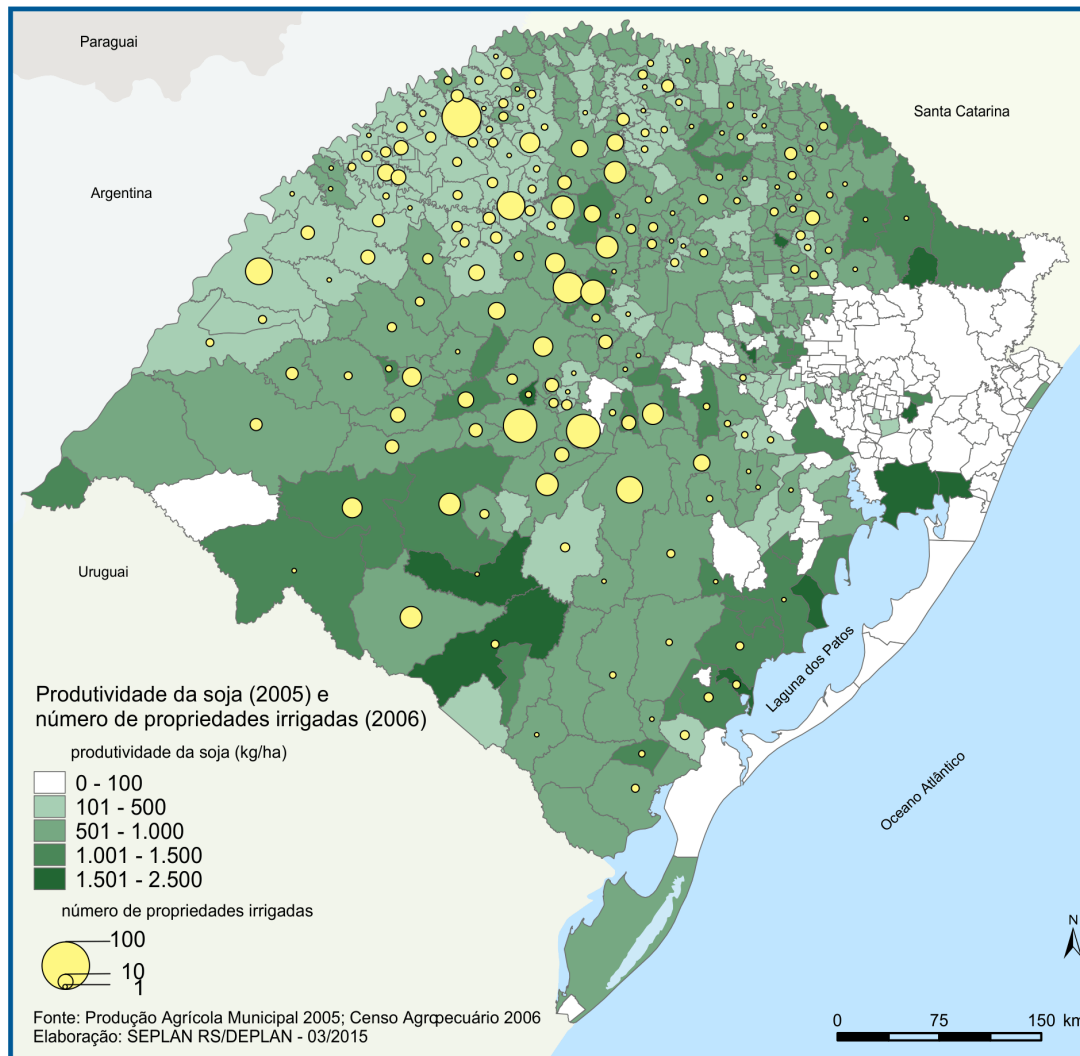 Paraguai
Santa Catarina
Argentina
Uruguai
Laguna dos Patos
Oceano Atlântico
Produtividade da soja (2005) e
número de propriedades irrigadas (2006)
produtividade da soja (kg/ha)
0 - 100
101 - 500
501 - 1.000
1.001 - 1.500
1.501 - 2.500
número de propriedades irrigadas
100
10
1
Fonte: Produção Agrícola Municipal 2005; Censo Agropecuário 2006
Elaboração: SEPLAN RS/DEPLAN - 03/2015
N
0 75 150 km